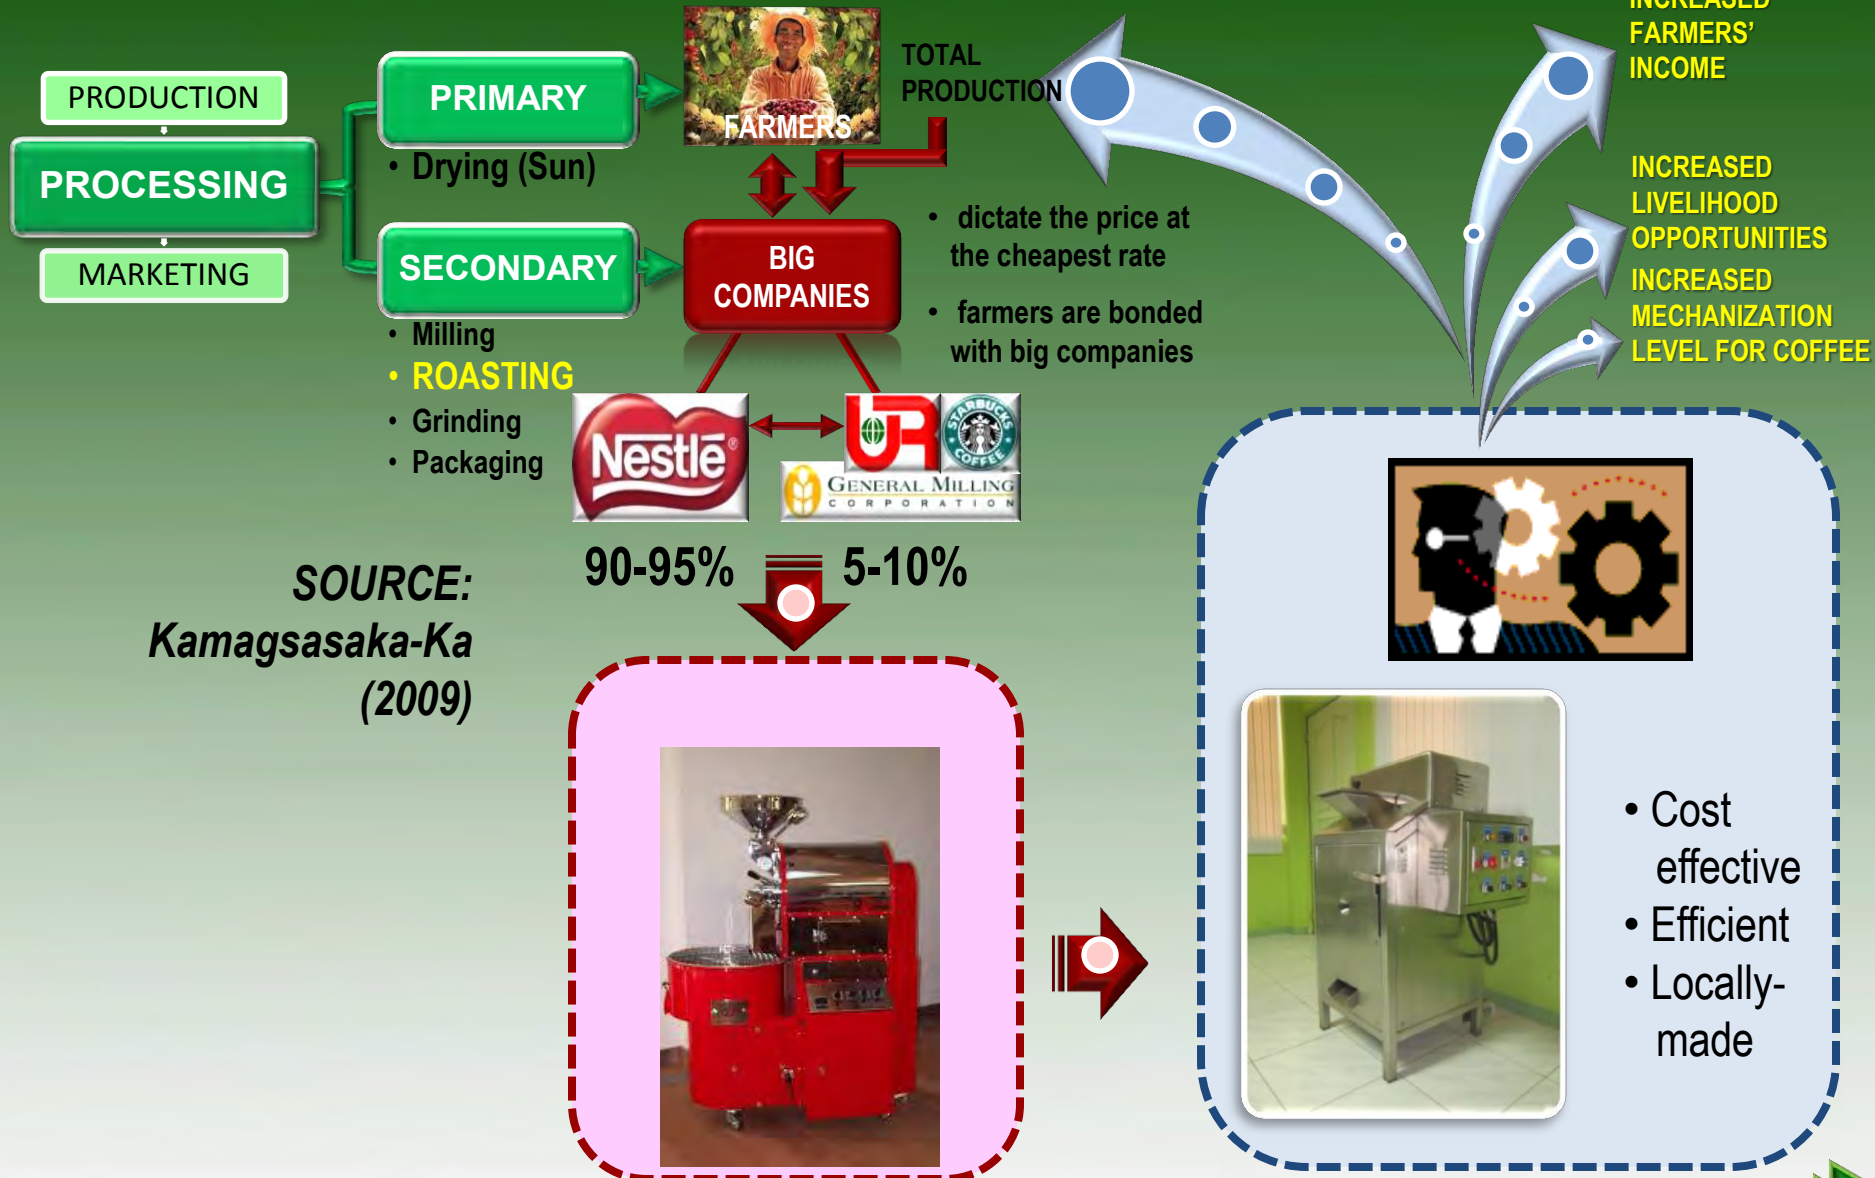 PRODUCTION
PROCESSING
MARKETING
PRIMARY
• Drying (Sun)
SECONDARY
• Milling
• ROASTING
• Grinding
• Packaging
FARMERS
TOTAL
PRODUCTION
BIG
COMPANIES
• dictate the price at
the cheapest rate
• farmers are bonded
with big companies
Nestlé®
UR
STARBUCKS
COFFEE
GENERAL MILLING
CORPORATION
90-95%
5-10%
SOURCE:
Kamagsasaka-Ka
(2009)
INCREASED
FARMERS'
INCOME
INCREASED
LIVELIHOOD
OPPORTUNITIES
INCREASED
MECHANIZATION
LEVEL FOR COFFEE
• Cost
effective
• Efficient
• Locally-
made